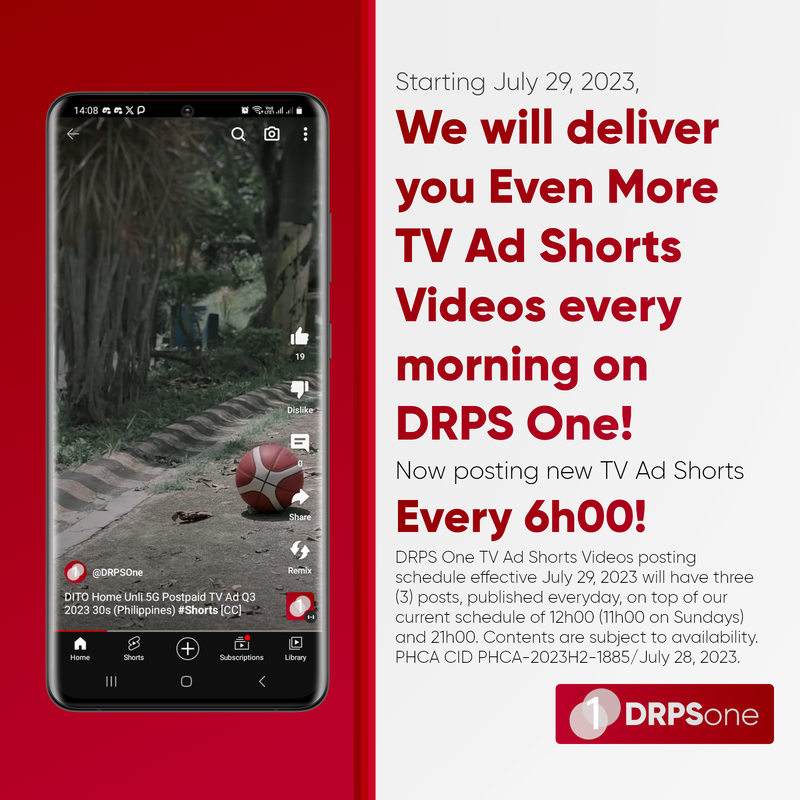 14:08
19
Dislike
0
Share
Remix
1 @DRPSOne
DITO Home Unli 5G Postpaid TV Ad Q3
2023 30s (Philippines) #Shorts [CC]
1
Home Shorts Subscriptions Library
Starting July 29, 2023,
We will deliver
you Even More
TV Ad Shorts
Videos every
morning on
DRPS One!
Now posting new TV Ad Shorts
Every 6h00!
DRPS One TV Ad Shorts Videos posting
schedule effective July 29, 2023 will have three
(3) posts, published everyday, on top of our
current schedule of 12h00 (11h00 on Sundays)
and 21h00. Contents are subject to availability.
PHCA CID PHCA-2023H2-1885/July 28, 2023.
1 DRPSone